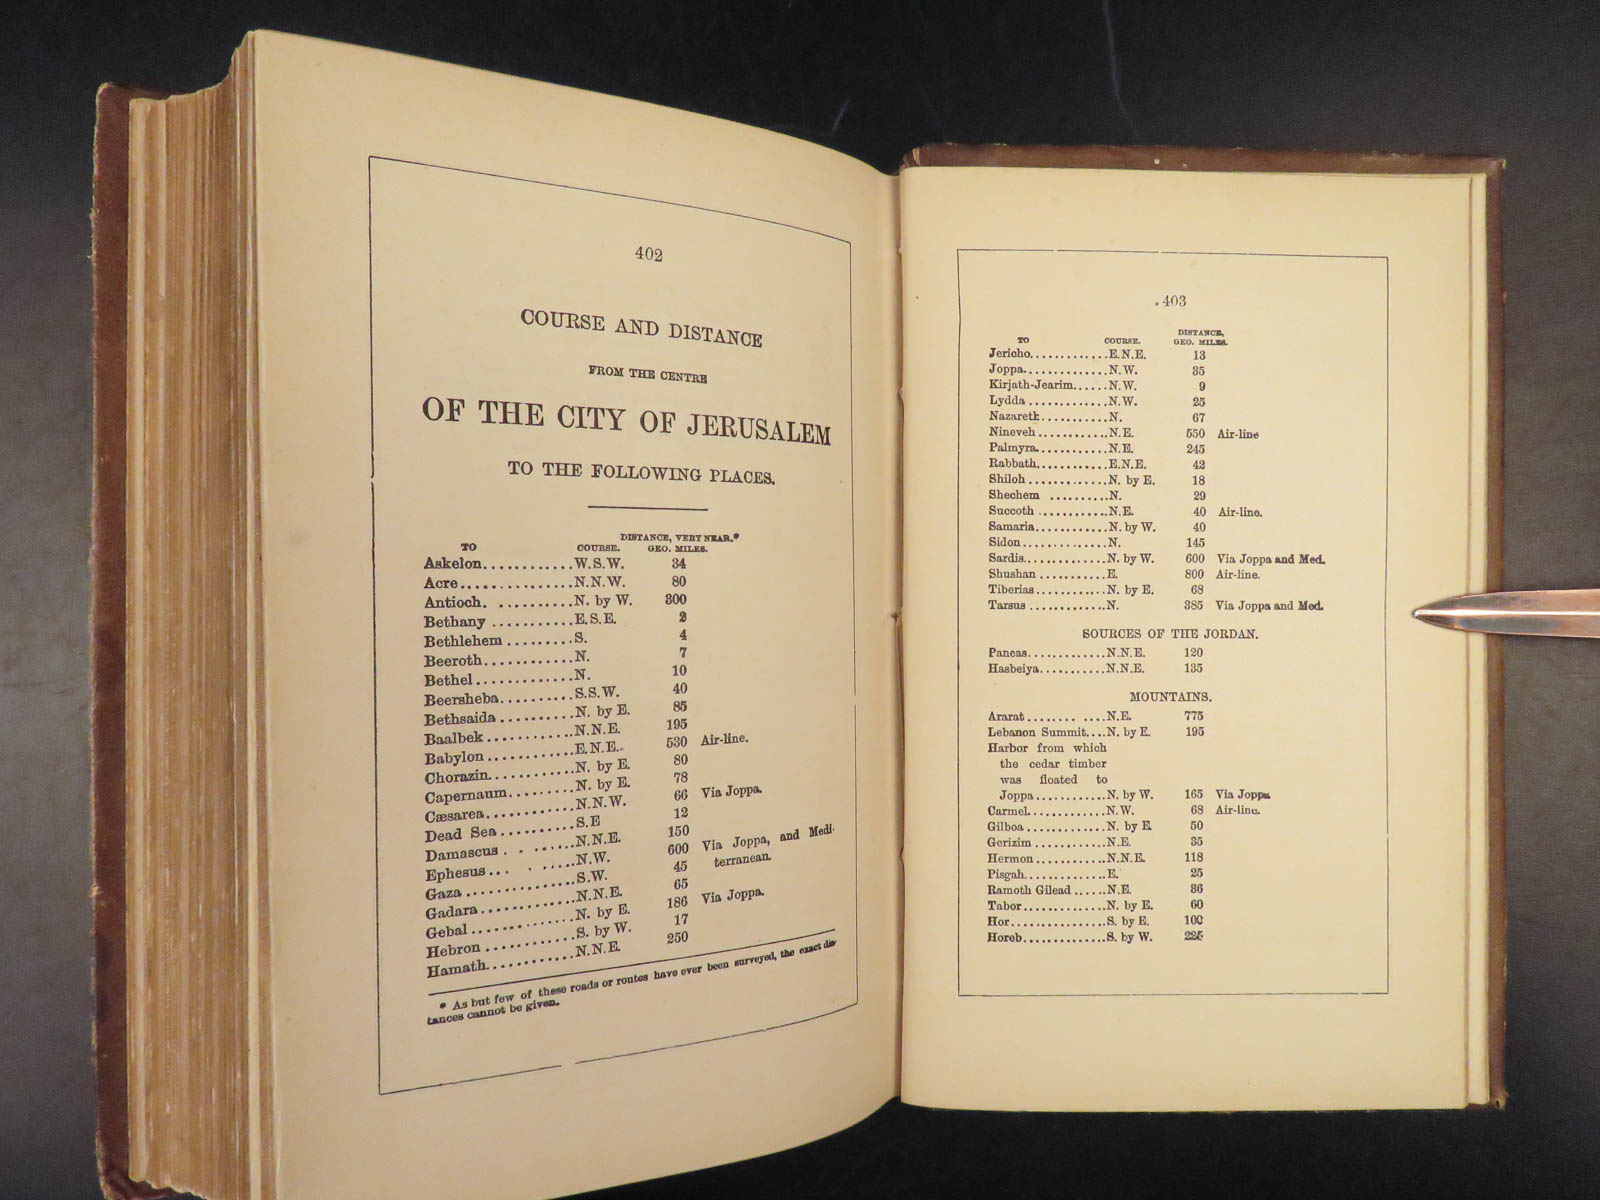 402
COURSE AND DISTANCE
FROM THE CENTRE
OF THE CITY OF JERUSALEM
TO THE FOLLOWING PLACES.
DISTANCE, VERY NEAR.*
TO COURSE. GEO. MILES.
Askelon............W.S.W. 34
Acre...............N.N.W. 80
Antioch. ..........N. by W. 300
Bethany ...........E.S.E. 2
Bethlehem .........S. 4
Beeroth............N. 7
Bethel.............N. 10
Beersheba..........S.S.W. 40
Bethsaida ..........N. by E. 85
Baalbek............N.N.E. 195
Babylon............E.N.E. 530 Air-line.
Chorazin...........N. by E. 80
Capernaum.........N. by E. 78
Cæsarea............N.N.W. 66 Via Joppa.
Dead Sea ..........S.E 12
Damascus . . ......N.N.E. 150
Ephesus... . .....N.W. 600 Via Joppa, and Medi-
terranean.
Gaza ..............S.W. 45
Gadara.............N.N.E. 65
Gebal ..............N. by E. 186 Via Joppa.
Hebron ............S. by W. 17
Hamath............N.N.E. 250
* As but few of these roads or routes have ever been surveyed, the exact dis-
tances cannot be given.
403
DISTANCE,
TO COURSE. GEO. MILES.
Jericho............E.N.E. 13
Joppa.............N.W. 35
Kirjath-Jearim......N.W. 9
Lydda ............N.W. 25
Nazareth..........N. 67
Nineveh ...........N.E. 550 Air-line
Palmyra...........N.E. 245
Rabbath...........E.N.E. 42
Shiloh ............N. by E. 18
Shechem ..........N. 29
Succoth ...........N.E. 40 Air-line.
Samaria...........N. by W. 40
Sidon .............N. 145
Sardis.............N. by W. 600 Via Joppa and Med.
Shushan ..........E. 800 Air-line.
Tiberias...........N. by E. 68
Tarsus ............N. 385 Via Joppa and Med.
SOURCES OF THE JORDAN.
Paneas............N.N.E. 120
Hasbeiya..........N.N.E. 135
MOUNTAINS.
Ararat........ ....N.E. 775
Lebanon Summit....N. by E. 195
Harbor from which
the cedar timber
was floated to
Joppa...........N. by W. 165 Via Joppa.
Carmel............N.W. 68 Air-line.
Gilboa............N. by E 50
Gerizim ...........N.E. 35
Hermon ...........N.N.E. 118
Pisgah............E. 25
Ramoth Gilead .....N.E. 36
Tabor.............N. by E. 60
Hor...............S. by E. 100
Horeb.............S. by W. 225